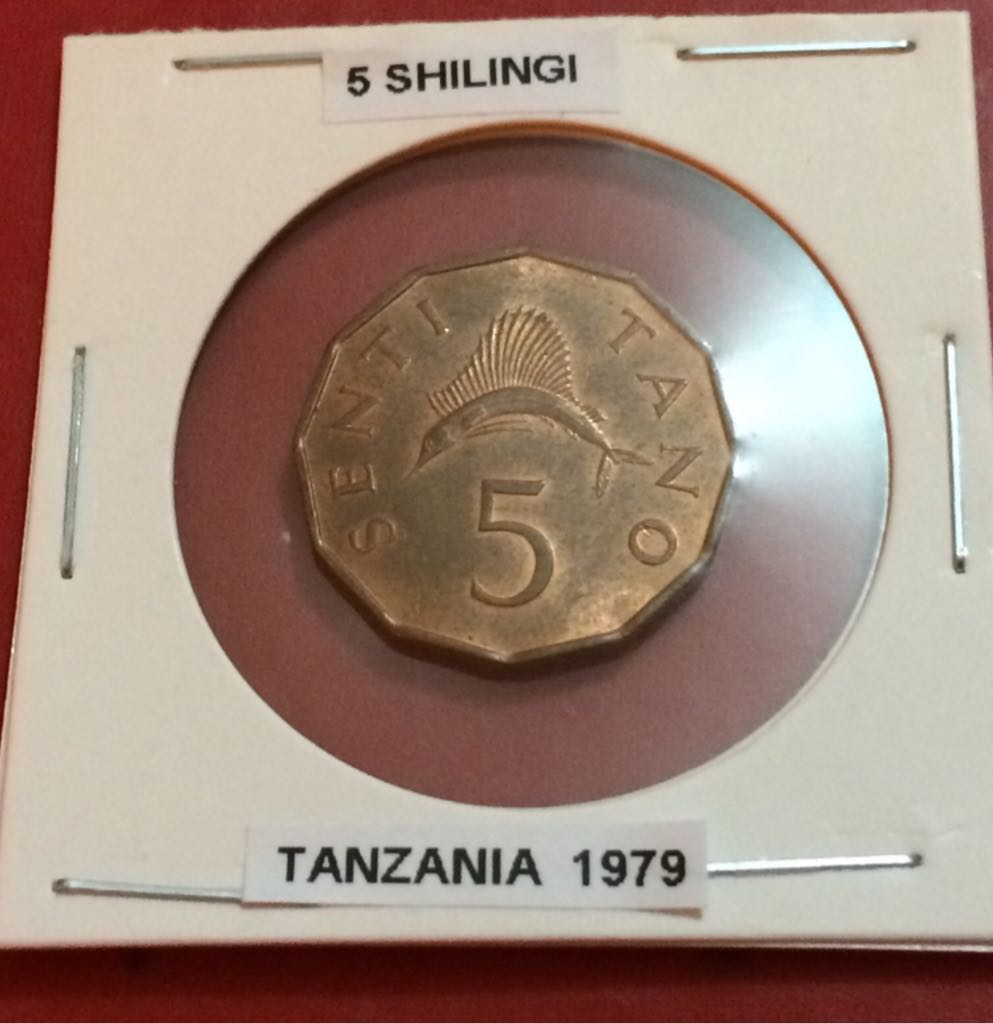 5 SHILINGI
SENTI TANO
5
TANZANIA 1979